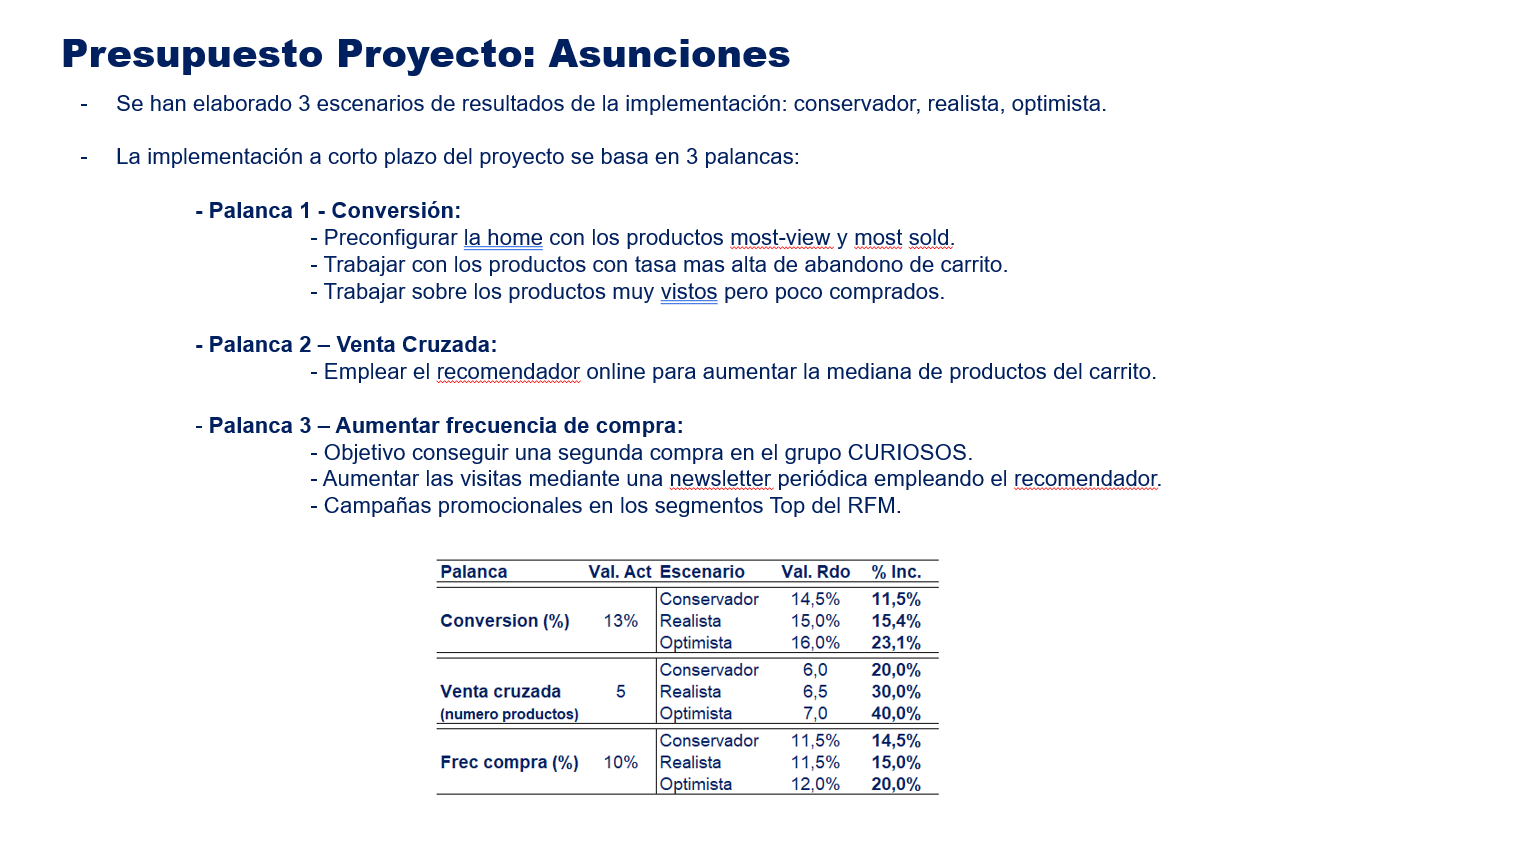 Presupuesto Proyecto: Asunciones
- Se han elaborado 3 escenarios de resultados de la implementación: conservador, realista, optimista.
- La implementación a corto plazo del proyecto se basa en 3 palancas:
- Palanca 1 - Conversión:
- Preconfigurar la home con los productos most-view y most sold.
- Trabajar con los productos con tasa mas alta de abandono de carrito.
- Trabajar sobre los productos muy vistos pero poco comprados.
- Palanca 2 – Venta Cruzada:
- Emplear el recomendador online para aumentar la mediana de productos del carrito.
- Palanca 3 – Aumentar frecuencia de compra:
- Objetivo conseguir una segunda compra en el grupo CURIOSOS.
- Aumentar las visitas mediante una newsletter periódica empleando el recomendador.
- Campañas promocionales en los segmentos Top del RFM.
Palanca Val. Act Escenario Val. Rdo % Inc.
Conservador 14,5% 11,5%
Conversion (%) 13% Realista 15,0% 15,4%
Optimista 16,0% 23,1%
Conservador 6,0 20,0%
Venta cruzada 5 Realista 6,5 30,0%
(numero productos) Optimista 7,0 40,0%
Conservador 11,5% 14,5%
Frec compra (%) 10% Realista 11,5% 15,0%
Optimista 12,0% 20,0%